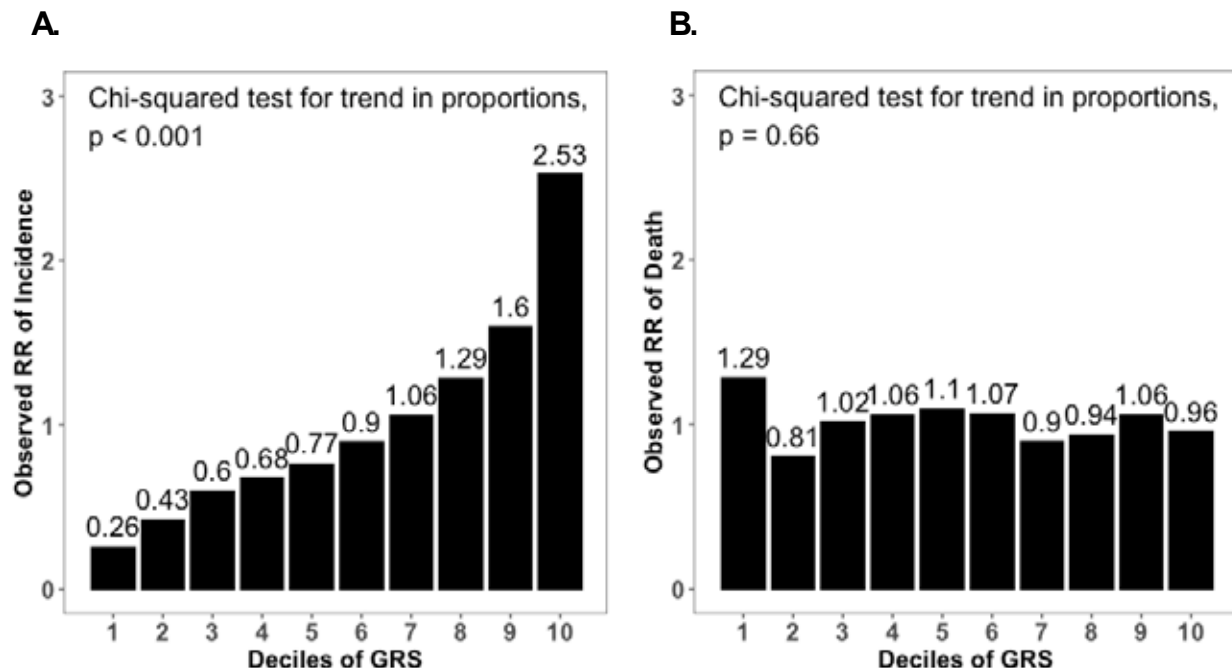 A.
Chi-squared test for trend in proportions,
p < 0.001
Observed RR of Incidence
3
2
1
0
0.26
0.43
0.6
0.68
0.77
0.9
1.06
1.29
1.6
2.53
1 2 3 4 5 6 7 8 9 10
Deciles of GRS
B.
Chi-squared test for trend in proportions,
p = 0.66
Observed RR of Death
3
2
1
0
1.29
0.81
1.02
1.06
1.1
1.07
0.9
0.94
1.06
0.96
1 2 3 4 5 6 7 8 9 10
Deciles of GRS